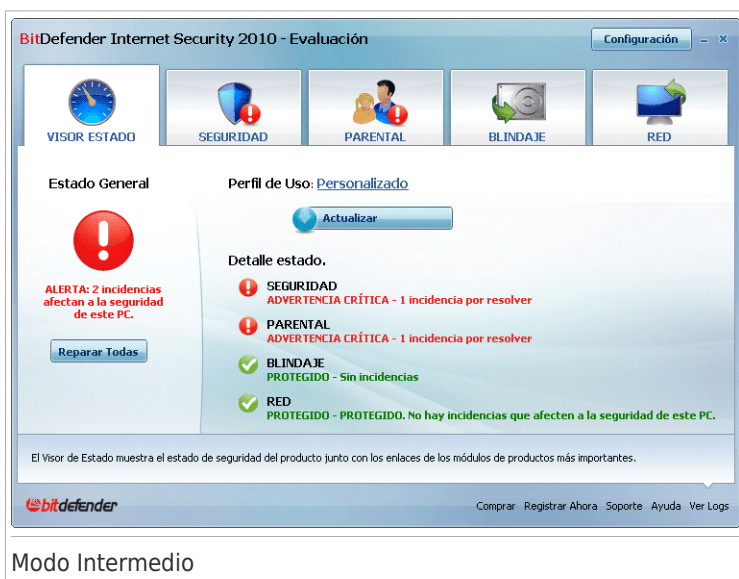 BitDefender Internet Security 2010 - Evaluación
Configuración
VISOR ESTADO
SEGURIDAD
PARENTAL
BLINDAJE
RED
Estado General
ALERTA: 2 incidencias
afectan a la seguridad
de este PC.
Reparar Todas
Perfil de Uso: Personalizado
Actualizar
Detalle estado.
SEGURIDAD
ADVERTENCIA CRÍTICA - 1 incidencia por resolver
PARENTAL
ADVERTENCIA CRÍTICA - 1 incidencia por resolver
BLINDAJE
PROTEGIDO - Sin incidencias
RED
PROTEGIDO - PROTEGIDO. No hay incidencias que afecten a la seguridad de este PC.
El Visor de Estado muestra el estado de seguridad del producto junto con los enlaces de los módulos de productos más importantes.
bitdefender
Comprar Registrar Ahora Soporte Ayuda Ver Logs
Modo Intermedio